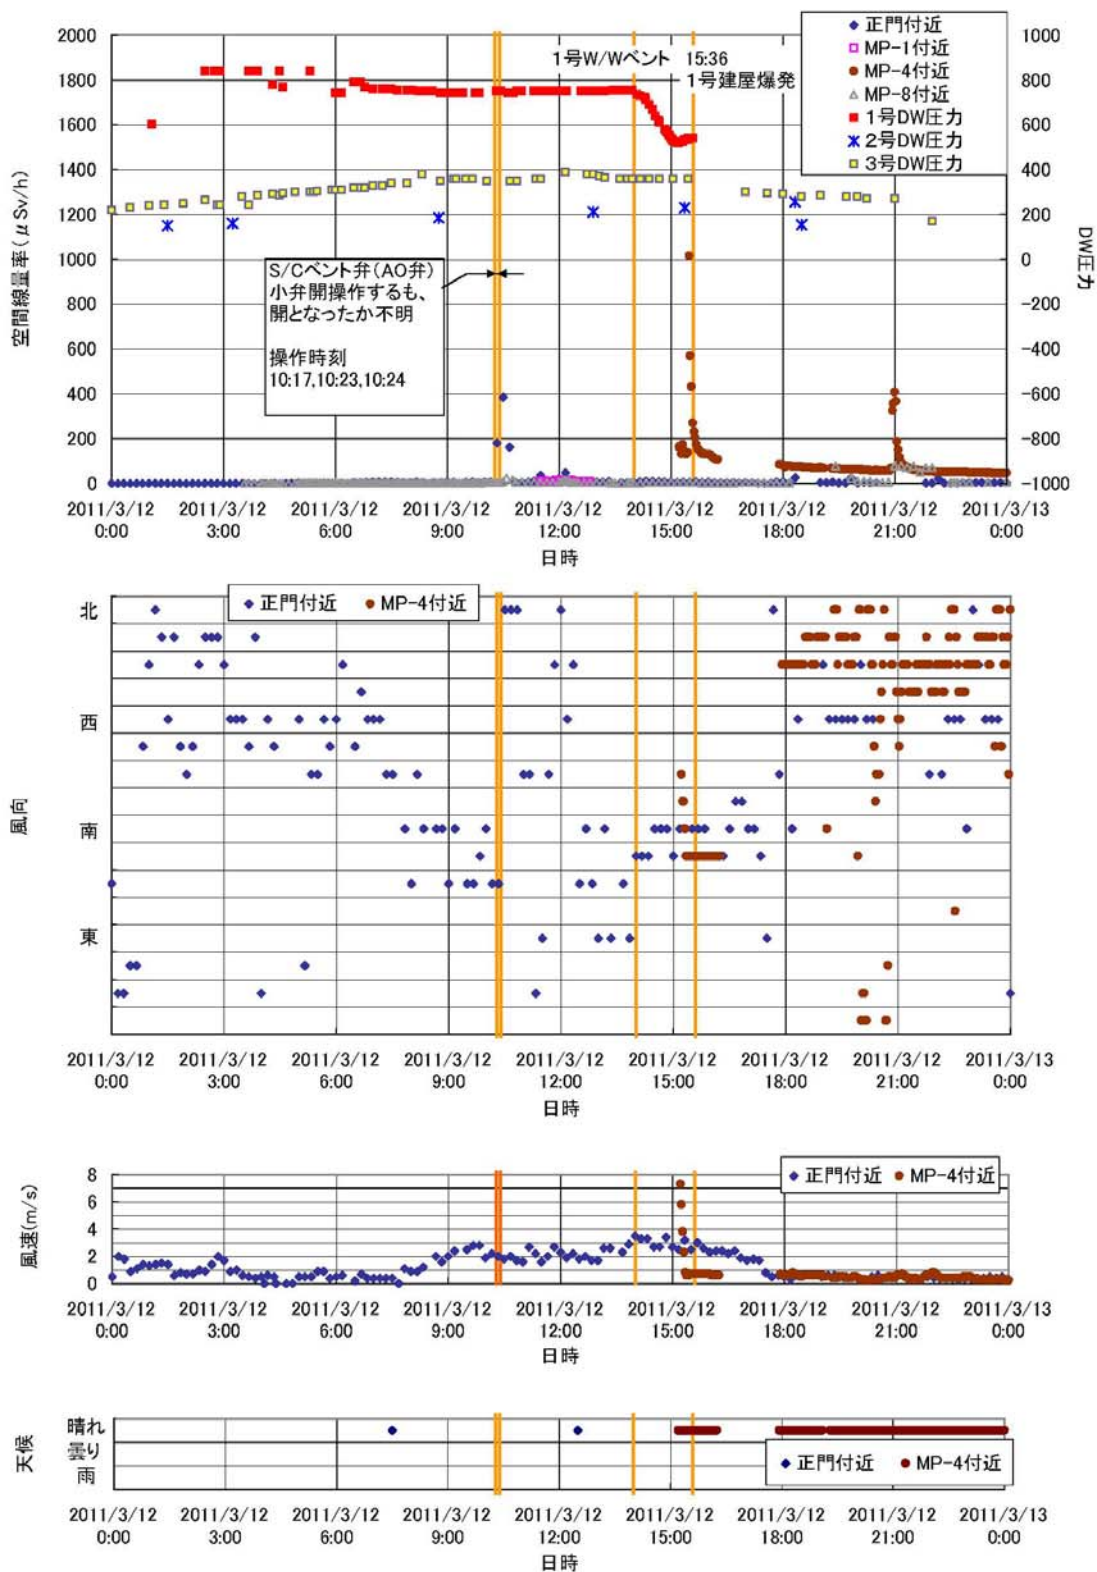 正門付近
MP-1付近
MP-4付近
MP-8付近
1号DW圧力
2号DW圧力
3号DW圧力
1号W/Wベント
15:36
1号建屋爆発
空間線量率(μSv/h)
2000
1800
1600
1400
1200
1000
800
600
400
200
0
DW圧力
1000
800
600
400
200
0
-200
-400
-600
-800
-1000
S/Cベント弁(AO弁)
小弁開操作するも、
開となったか不明
操作時刻
10:17,10:23,10:24
2011/3/12 2011/3/12 2011/3/12 2011/3/12 2011/3/12 2011/3/12 2011/3/12 2011/3/12 2011/3/13
0:00 3:00 6:00 9:00 12:00 15:00 18:00 21:00 0:00
日時
正門付近 MP-4付近
風向
北
西
南
東
2011/3/12 2011/3/12 2011/3/12 2011/3/12 2011/3/12 2011/3/12 2011/3/12 2011/3/12 2011/3/13
0:00 3:00 6:00 9:00 12:00 15:00 18:00 21:00 0:00
日時
正門付近 MP-4付近
風速(m/s)
8
6
4
2
0
2011/3/12 2011/3/12 2011/3/12 2011/3/12 2011/3/12 2011/3/12 2011/3/12 2011/3/12 2011/3/13
0:00 3:00 6:00 9:00 12:00 15:00 18:00 21:00 0:00
日時
天候
晴れ
曇り
雨
正門付近 MP-4付近
2011/3/12 2011/3/12 2011/3/12 2011/3/12 2011/3/12 2011/3/12 2011/3/12 2011/3/12 2011/3/13
0:00 3:00 6:00 9:00 12:00 15:00 18:00 21:00 0:00
日時